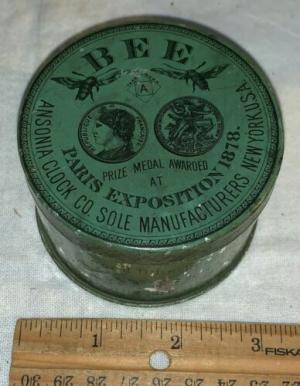 BEE
A
PRIZE MEDAL AWARDED
AT
PARIS EXPOSITION 1878.
ANSONIA CLOCK CO SOLE MANUFACTURERS NEW YORK U.S.A.
1 2 3 FISKA
30 29 28 27 26 25 24 23